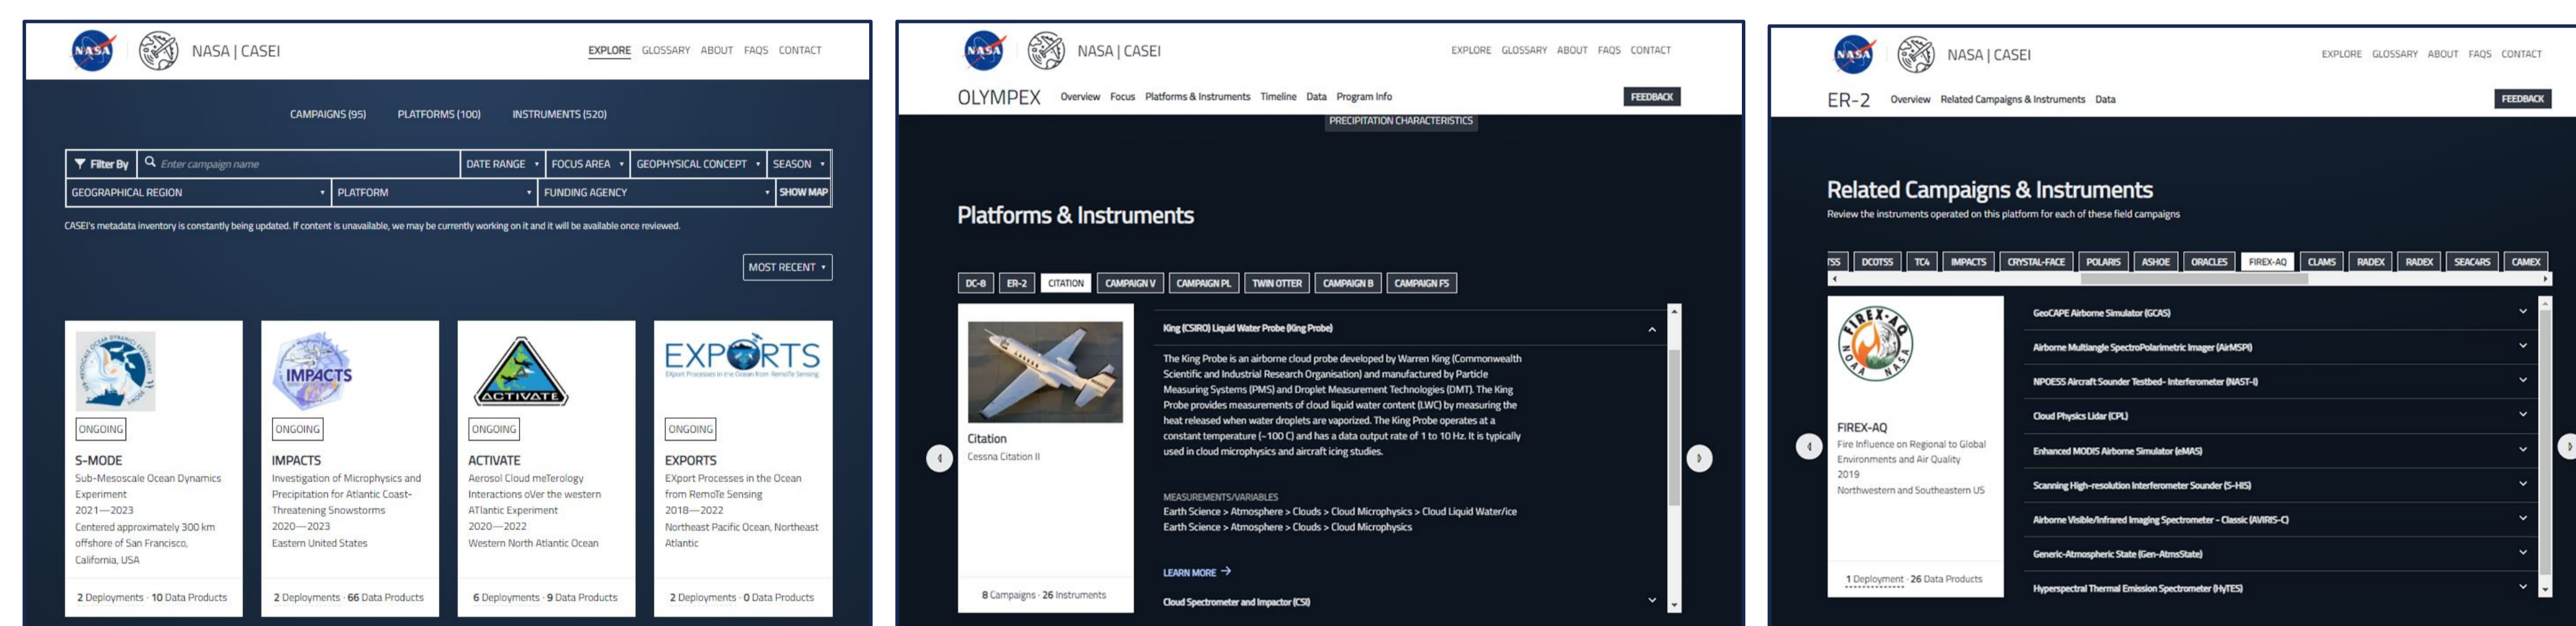 NASA | CASEI
EXPLORE GLOSSARY ABOUT FAQS CONTACT
CAMPAIGNS (95) PLATFORMS (100) INSTRUMENTS (520)
Filter By Enter campaign name DATE RANGE FOCUS AREA GEOPHYSICAL CONCEPT SEASON
GEOGRAPHICAL REGION PLATFORM FUNDING AGENCY SHOW MAP
CASEI's metadata inventory is constantly being updated. If content is unavailable, we may be currently working on it and it will be available once reviewed.
MOST RECENT
IMPACTS
ACTIVATE
EXPORTS
EXport Processes in the Ocean from RemoTe Sensing
ONGOING
S-MODE
Sub-Mesoscale Ocean Dynamics
Experiment
2021—2023
Centered approximately 300 km
offshore of San Francisco,
California, USA
2 Deployments · 10 Data Products
ONGOING
IMPACTS
Investigation of Microphysics and
Precipitation for Atlantic Coast-
Threatening Snowstorms
2020—2023
Eastern United States
2 Deployments · 66 Data Products
ONGOING
ACTIVATE
Aerosol Cloud meTerology
Interactions oVer the western
ATlantic Experiment
2020—2022
Western North Atlantic Ocean
6 Deployments · 9 Data Products
ONGOING
EXPORTS
EXport Processes in the Ocean
from RemoTe Sensing
2018—2022
Northeast Pacific Ocean, Northeast
Atlantic
2 Deployments · 0 Data Products
NASA | CASEI
EXPLORE GLOSSARY ABOUT FAQS CONTACT
OLYMPEX Overview Focus Platforms & Instruments Timeline Data Program Info FEEDBACK
PRECIPITATION CHARACTERISTICS
Platforms & Instruments
DC-8 ER-2 CITATION CAMPAIGN V CAMPAIGN PL TWIN OTTER CAMPAIGN B CAMPAIGN FS
Citation
Cessna Citation II
8 Campaigns · 26 Instruments
King (CSIRO) Liquid Water Probe (King Probe)
The King Probe is an airborne cloud probe developed by Warren King (Commonwealth
Scientific and Industrial Research Organisation) and manufactured by Particle
Measuring Systems (PMS) and Droplet Measurement Technologies (DMT). The King
Probe provides measurements of cloud liquid water content (LWC) by measuring the
heat released when water droplets are vaporized. The King Probe operates at a
constant temperature (~100 C) and has a data output rate of 1 to 10 Hz. It is typically
used in cloud microphysics and aircraft icing studies.
MEASUREMENTS/VARIABLES
Earth Science > Atmosphere > Clouds > Cloud Microphysics > Cloud Liquid Water/ice
Earth Science > Atmosphere > Clouds > Cloud Microphysics
LEARN MORE →
Cloud Spectrometer and Impactor (CSI)
NASA | CASEI
EXPLORE GLOSSARY ABOUT FAQS CONTACT
ER-2 Overview Related Campaigns & Instruments Data FEEDBACK
Related Campaigns & Instruments
Review the instruments operated on this platform for each of these field campaigns
DCOTSS TC4 IMPACTS CRYSTAL-FACE POLARIS ASHOE ORACLES FIREX-AQ CLAMS RADEX RADEX SEAC4RS CAMEX
FIREX-AQ
NOAA NASA
FIREX-AQ
Fire Influence on Regional to Global
Environments and Air Quality
2019
Northwestern and Southeastern US
1 Deployment · 26 Data Products
GeoCAPE Airborne Simulator (GCAS)
Airborne Multiangle SpectroPolarimetric Imager (AirMSPI)
NPOESS Aircraft Sounder Testbed- Interferometer (NAST-I)
Cloud Physics Lidar (CPL)
Enhanced MODIS Airborne Simulator (eMAS)
Scanning High-resolution Interferometer Sounder (S-HIS)
Airborne Visible/Infrared Imaging Spectrometer - Classic (AVIRIS-C)
Generic-Atmospheric State (Gen-AtmsState)
Hyperspectral Thermal Emission Spectrometer (HyTES)